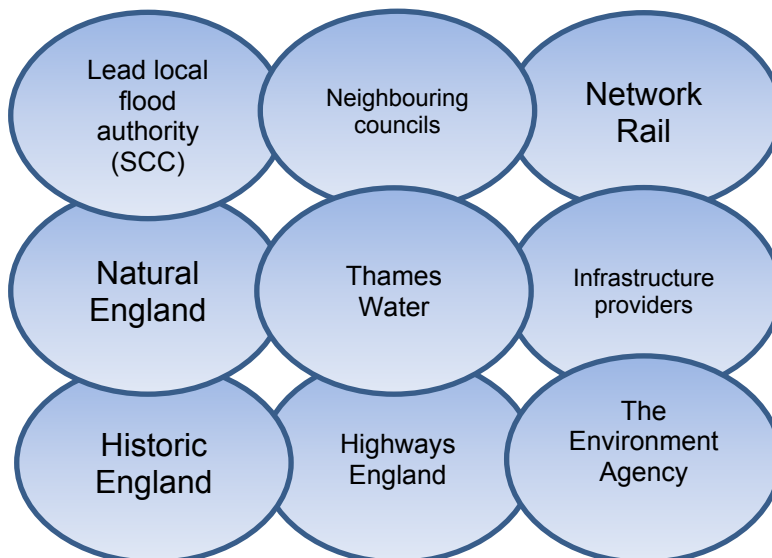 Lead local
flood
authority
(SCC)
Neighbouring
councils
Network
Rail
Natural
England
Thames
Water
Infrastructure
providers
Historic
England
Highways
England
The
Environment
Agency